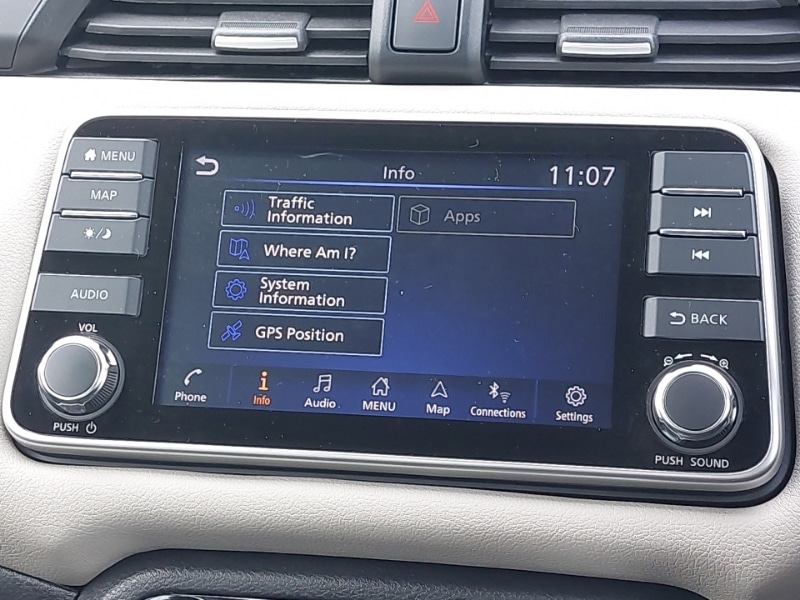 MENU
MAP
AUDIO
VOL
PUSH
Info
11:07
Traffic
Information
Apps
Where Am I?
System
Information
GPS Position
Phone
Info
Audio
MENU
Map
Connections
Settings
BACK
PUSH SOUND